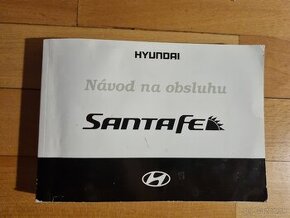 HYUNDAI
Návod na obsluhu
SANTAFE